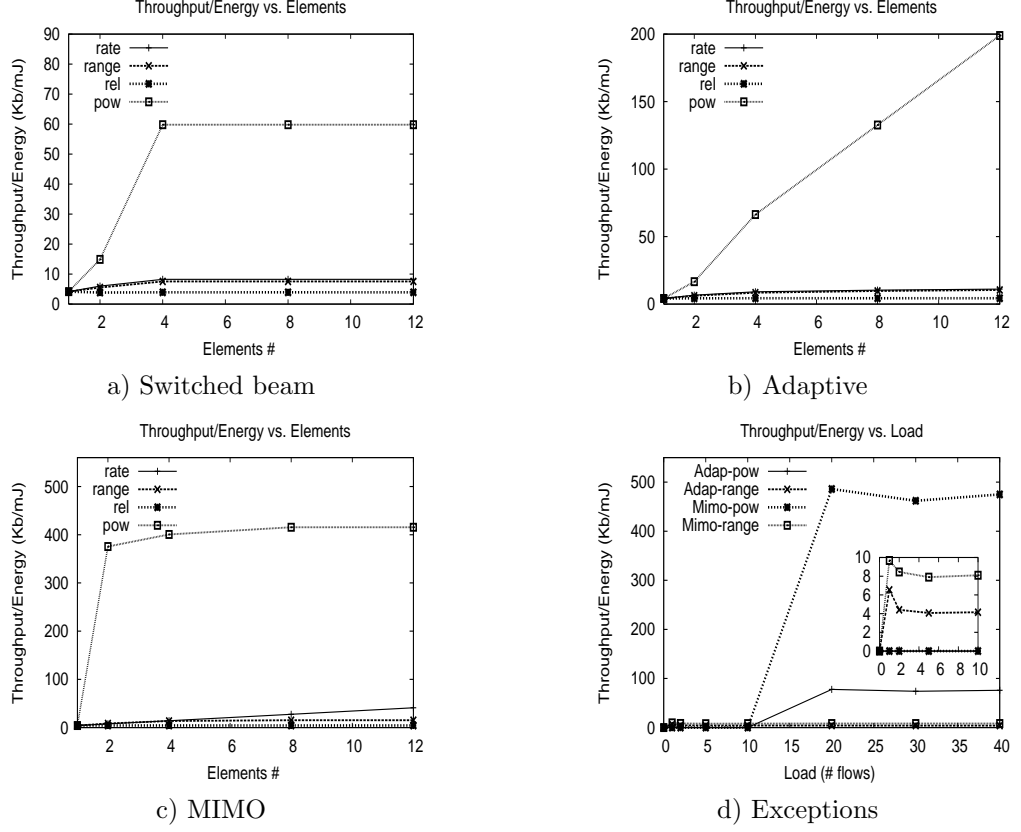 Throughput/Energy vs. Elements
Throughput/Energy (Kb/mJ)
90
80
70
60
50
40
30
20
10
0
rate
range
rel
pow
2 4 6 8 10 12
Elements #
a) Switched beam
Throughput/Energy vs. Elements
Throughput/Energy (Kb/mJ)
200
150
100
50
0
rate
range
rel
pow
2 4 6 8 10 12
Elements #
b) Adaptive
Throughput/Energy vs. Elements
Throughput/Energy (Kb/mJ)
500
400
300
200
100
0
rate
range
rel
pow
2 4 6 8 10 12
Elements #
c) MIMO
Throughput/Energy vs. Load
Throughput/Energy (Kb/mJ)
500
400
300
200
100
0
Adap-pow
Adap-range
Mimo-pow
Mimo-range
10
8
6
4
2
0
0 2 4 6 8 10
0 5 10 15 20 25 30 35 40
Load (# flows)
d) Exceptions